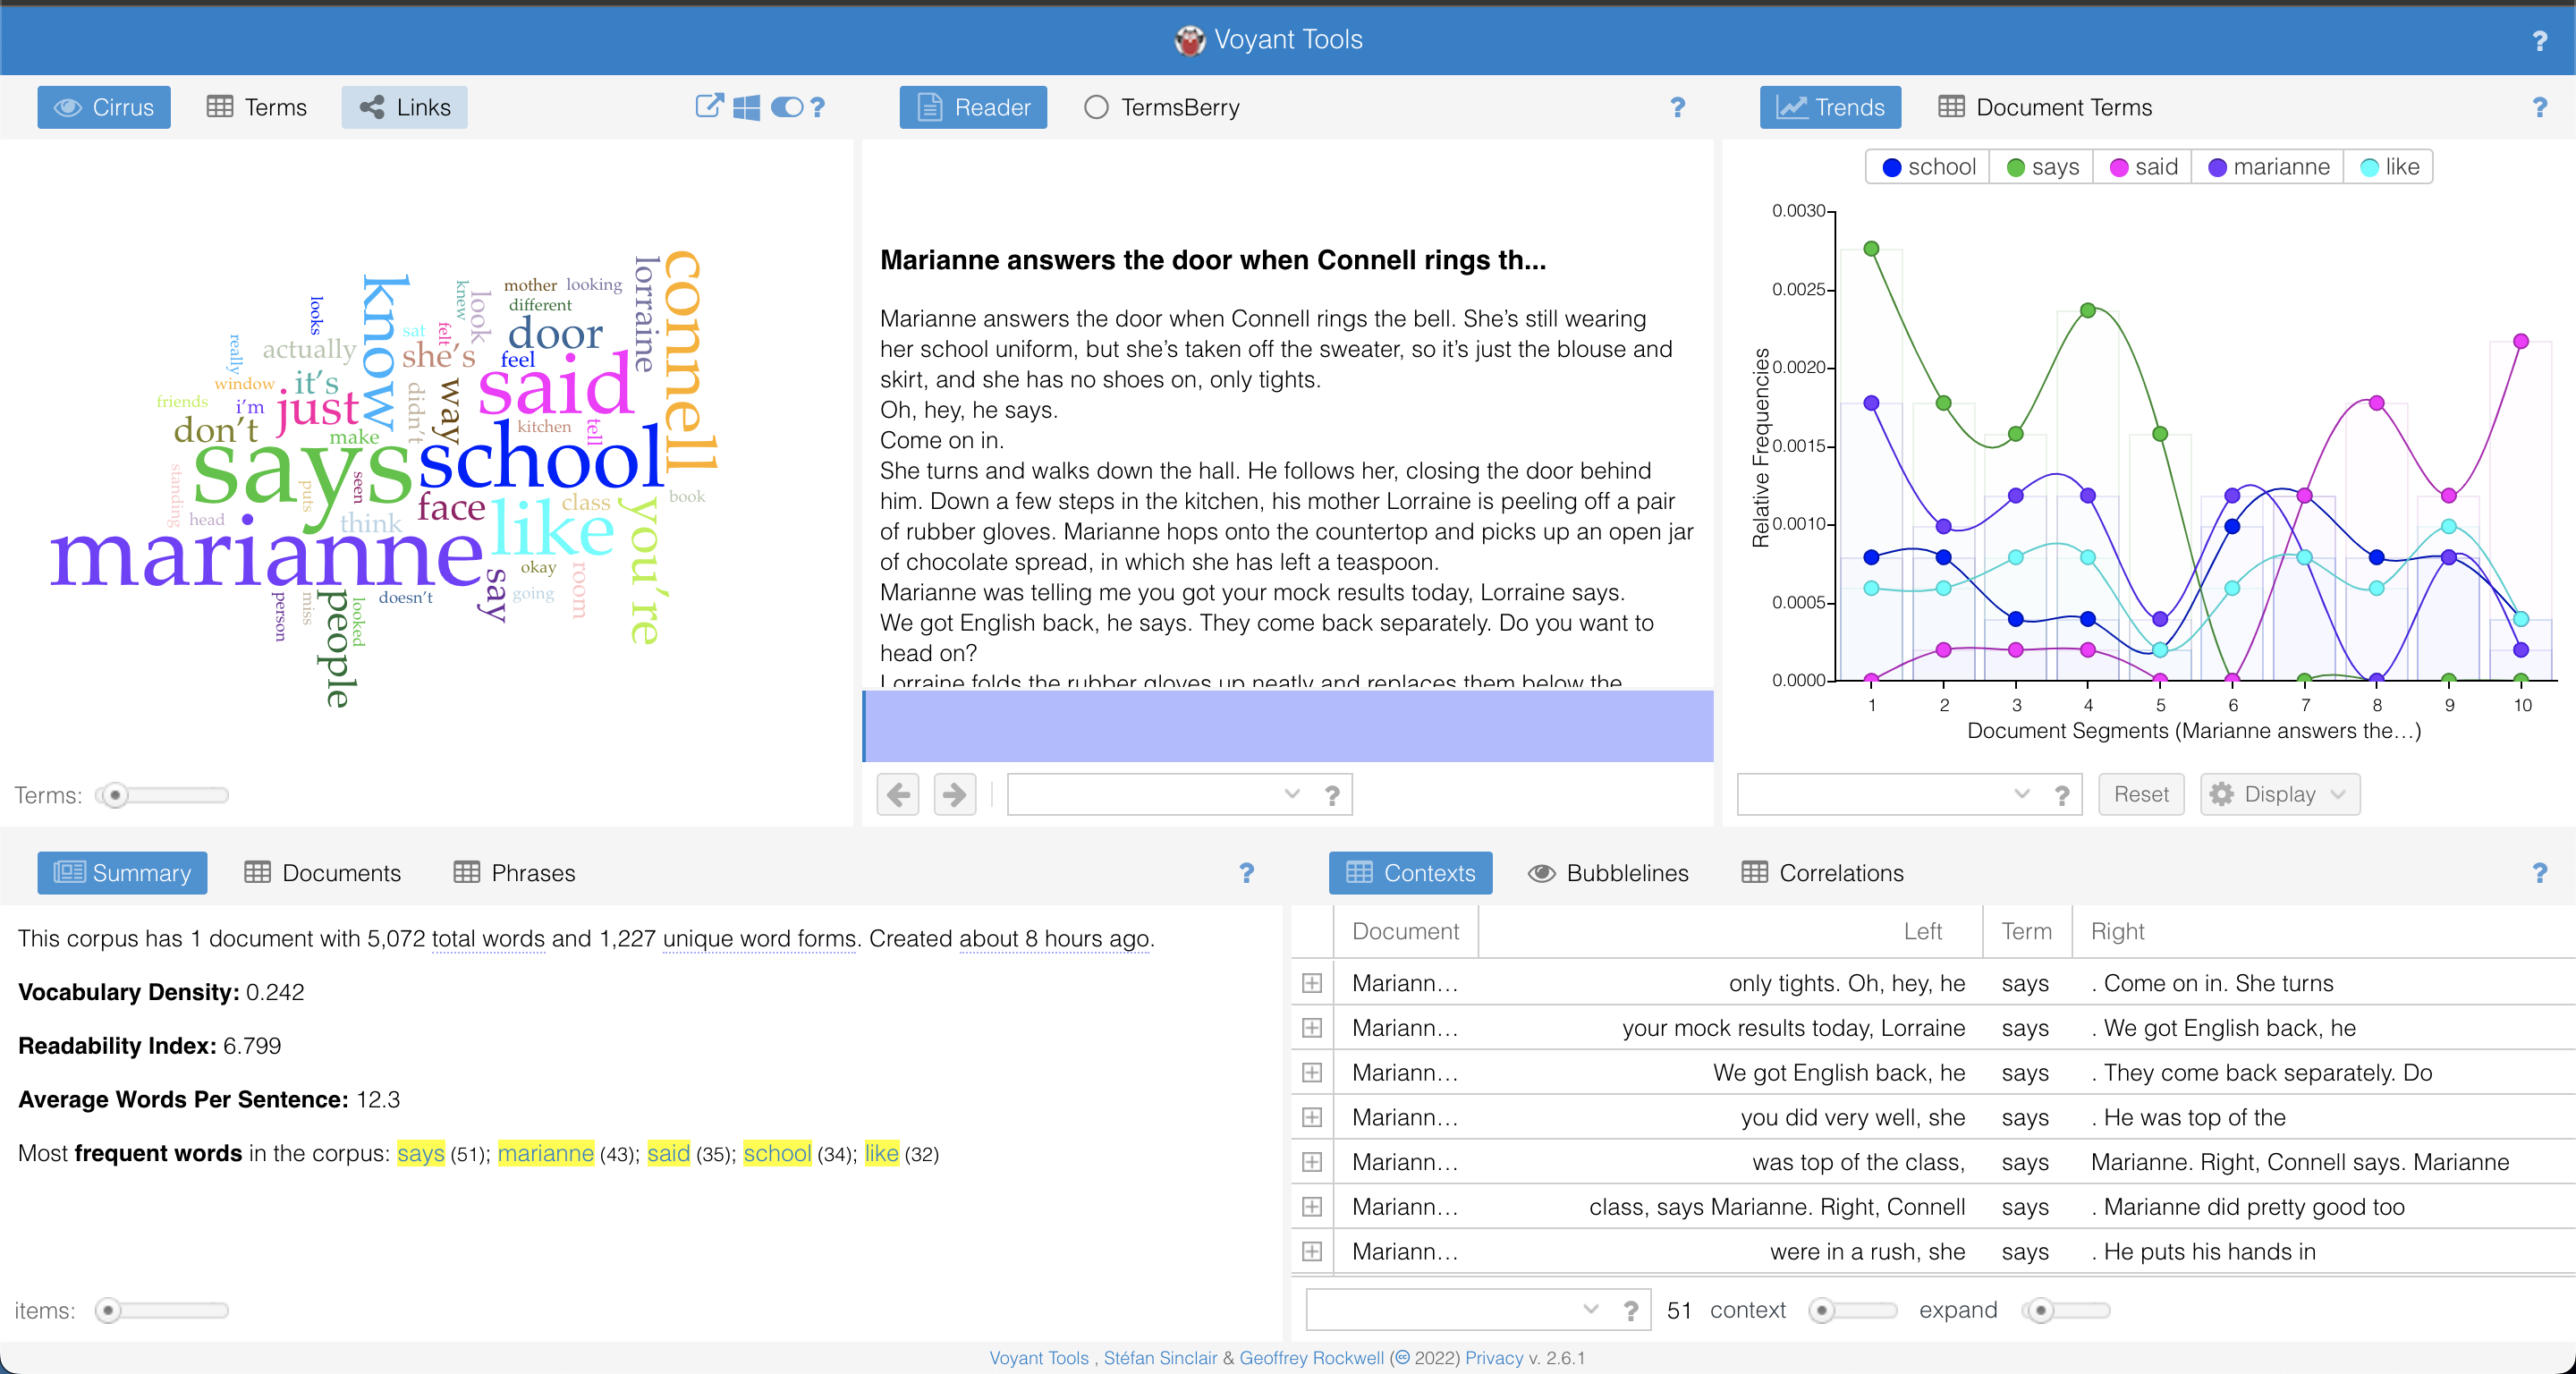 Voyant Tools
?
Cirrus Terms Links ?
Reader TermsBerry ?
Trends Document Terms ?
connell
lorraine
know
mother looking
knew
look
different
looks
door
sat
felt
really
actually
she's
feel
said
window
it's
way
didn't
friends
i'm
just
kitchen
tell
don't
make
school
says
standing
puts
seen
face
class
book
head
think
like
you're
marianne
okay
room
say
going
doesn't
person
miss
looked
people
Terms:
Marianne answers the door when Connell rings th...
Marianne answers the door when Connell rings the bell. She’s still wearing
her school uniform, but she’s taken off the sweater, so it’s just the blouse and
skirt, and she has no shoes on, only tights.
Oh, hey, he says.
Come on in.
She turns and walks down the hall. He follows her, closing the door behind
him. Down a few steps in the kitchen, his mother Lorraine is peeling off a pair
of rubber gloves. Marianne hops onto the countertop and picks up an open jar
of chocolate spread, in which she has left a teaspoon.
Marianne was telling me you got your mock results today, Lorraine says.
We got English back, he says. They come back separately. Do you want to
head on?
Lorraine folds the rubber gloves up neatly and replaces them below the
?
school says said marianne like
Relative Frequencies
0.0030
0.0025
0.0020
0.0015
0.0010
0.0005
0.0000
1 2 3 4 5 6 7 8 9 10
Document Segments (Marianne answers the…)
? Reset Display
Summary Documents Phrases ?
This corpus has 1 document with 5,072 total words and 1,227 unique word forms. Created about 8 hours ago.
Vocabulary Density: 0.242
Readability Index: 6.799
Average Words Per Sentence: 12.3
Most frequent words in the corpus: says (51); marianne (43); said (35); school (34); like (32)
items:
Contexts Bubblelines Correlations ?
Document Left Term Right
Mariann… only tights. Oh, hey, he says . Come on in. She turns
Mariann… your mock results today, Lorraine says . We got English back, he
Mariann… We got English back, he says . They come back separately. Do
Mariann… you did very well, she says . He was top of the
Mariann… was top of the class, says Marianne. Right, Connell says. Marianne
Mariann… class, says Marianne. Right, Connell says . Marianne did pretty good too
Mariann… were in a rush, she says . He puts his hands in
? 51 context expand
Voyant Tools , Stéfan Sinclair & Geoffrey Rockwell (cc 2022) Privacy v. 2.6.1